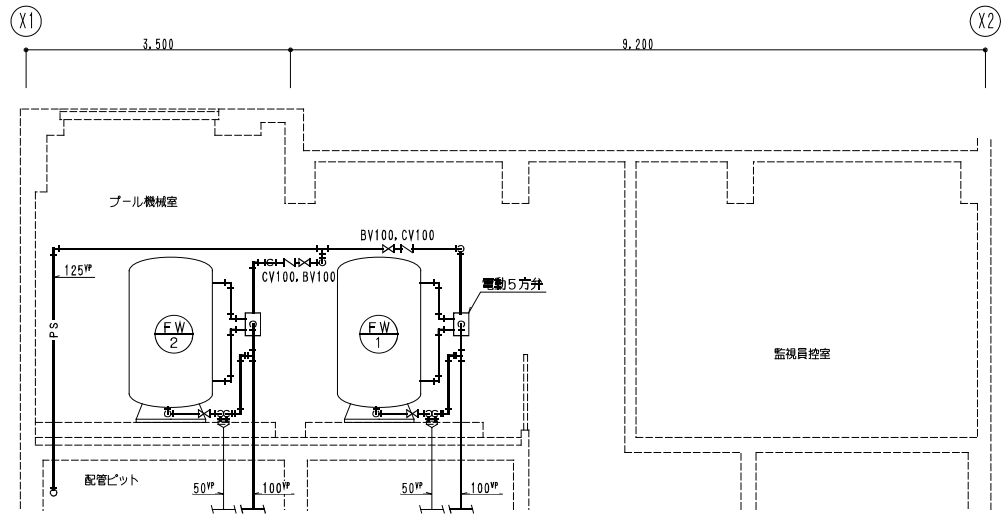 X1
X2
3.500
9.200
プール機械室
BV100,CV100
CV100,BV100
125VP
電動5方弁
PS
FW
2
FW
1
監視員控室
配管ピット
50VP
100VP
50VP
100VP